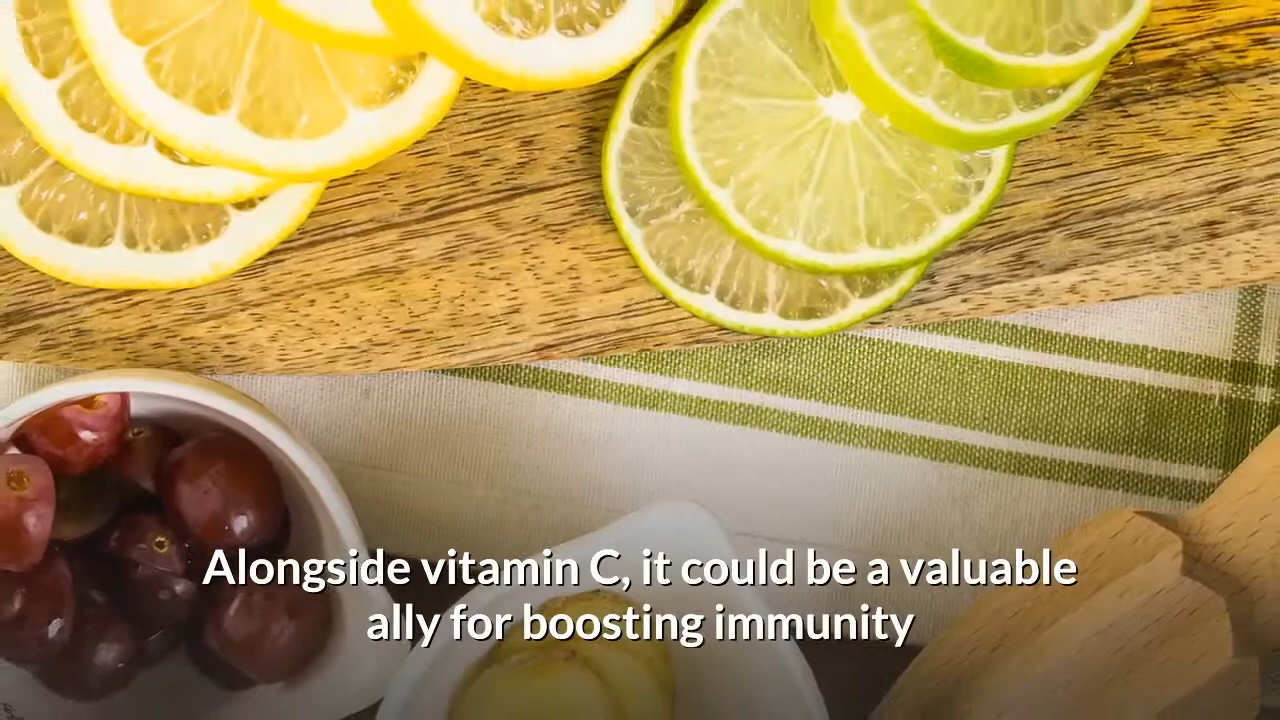 Alongside vitamin C, it could be a valuable
ally for boosting immunity